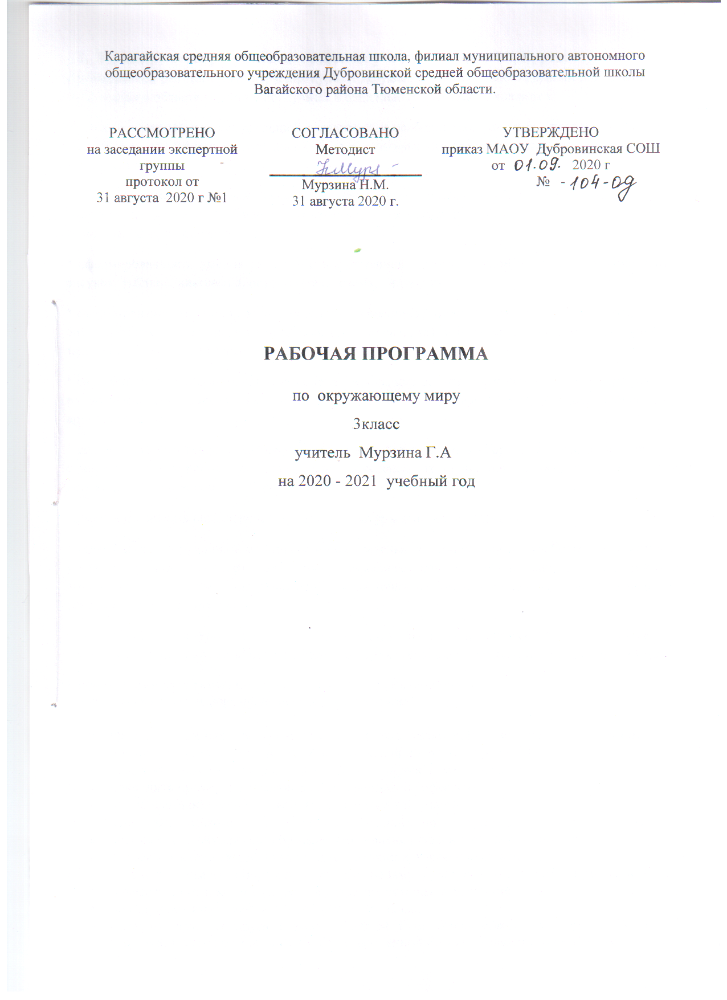 Карагайская средняя общеобразовательная школа, филиал муниципального автономного
общеобразовательного учреждения Дубровинской средней общеобразовательной школы
Вагайского района Тюменской области.
РАССМОТРЕНО
на заседании экспертной
группы
протокол от
31 августа 2020 г №1
СОГЛАСОВАНО
Методист
Мурзина Н.М.
31 августа 2020 г.
УТВЕРЖДЕНО
приказ МАОУ Дубровинская СОШ
от 01.09. 2020 г
№ - 104-од
РАБОЧАЯ ПРОГРАММА
по окружающему миру
3класс
учитель Мурзина Г.А
на 2020 - 2021 учебный год